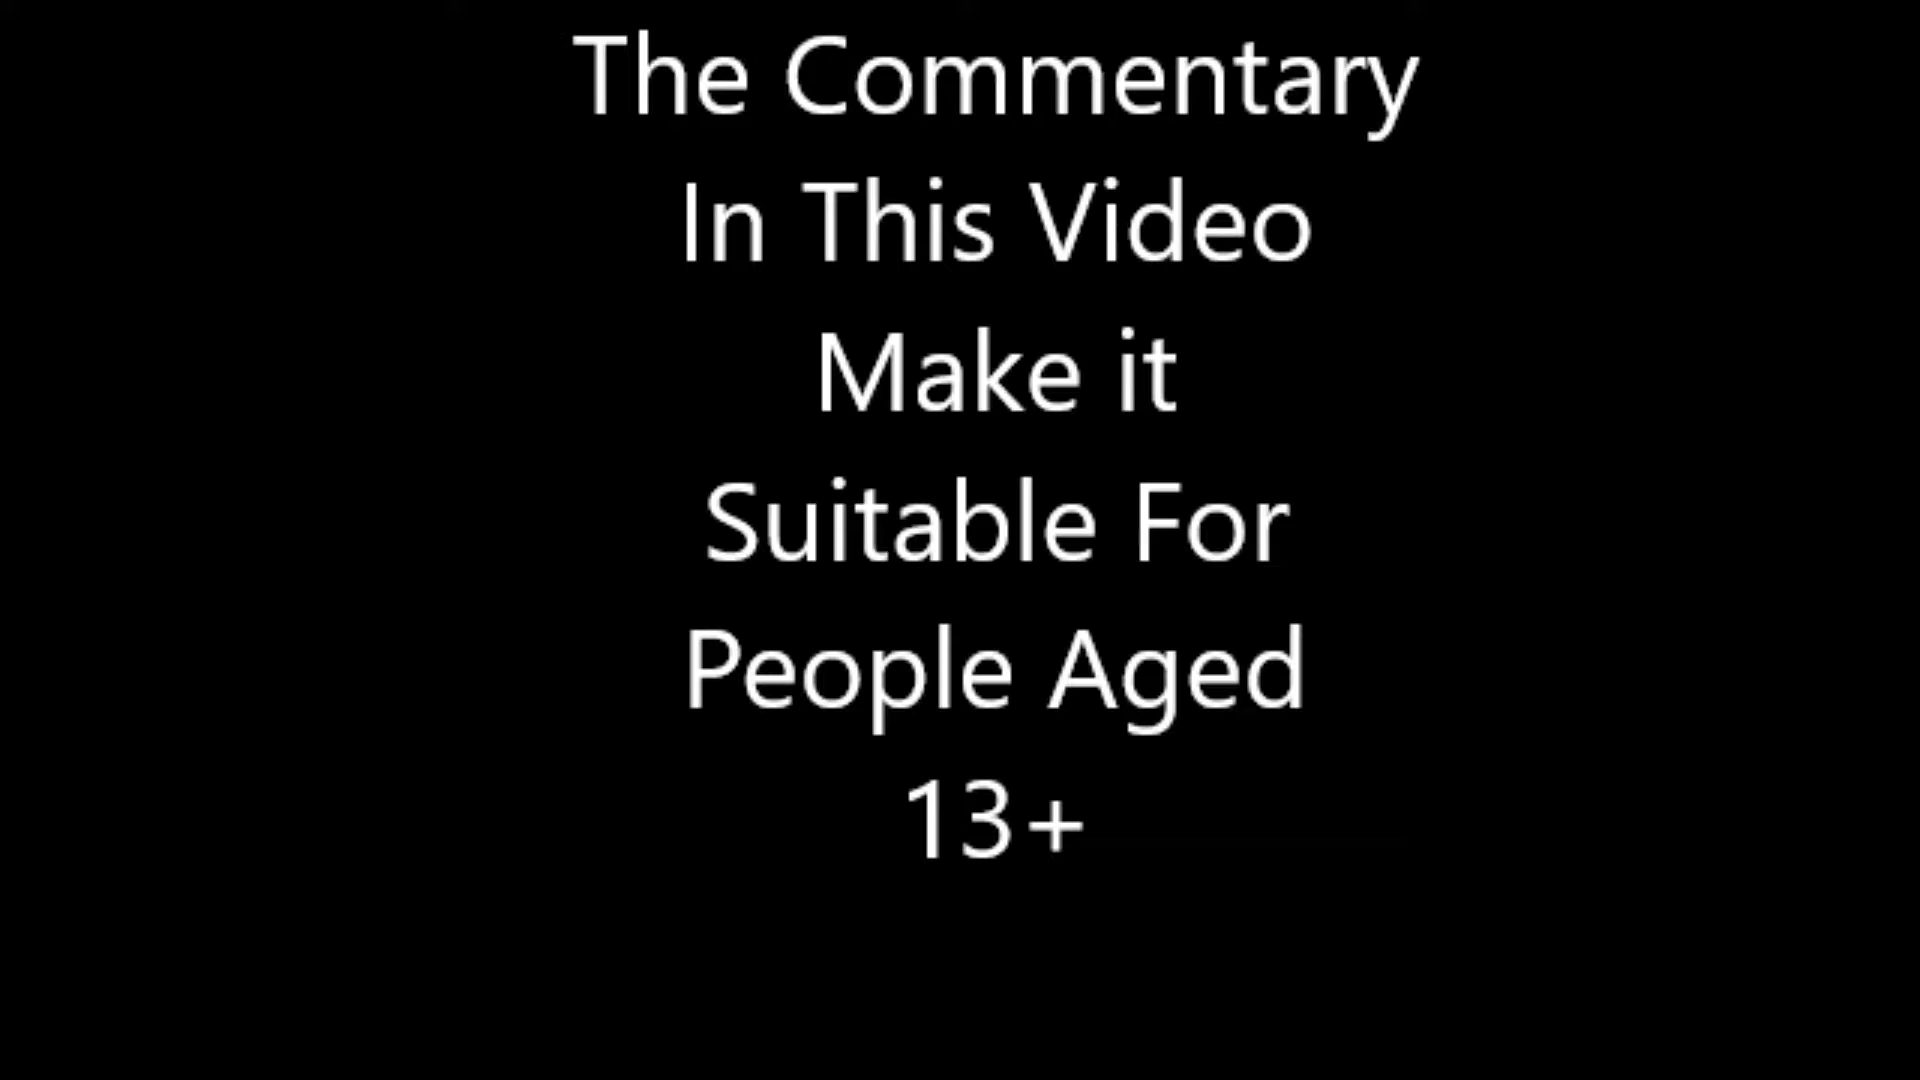 The Commentary
In This Video
Make it
Suitable For
People Aged
13+